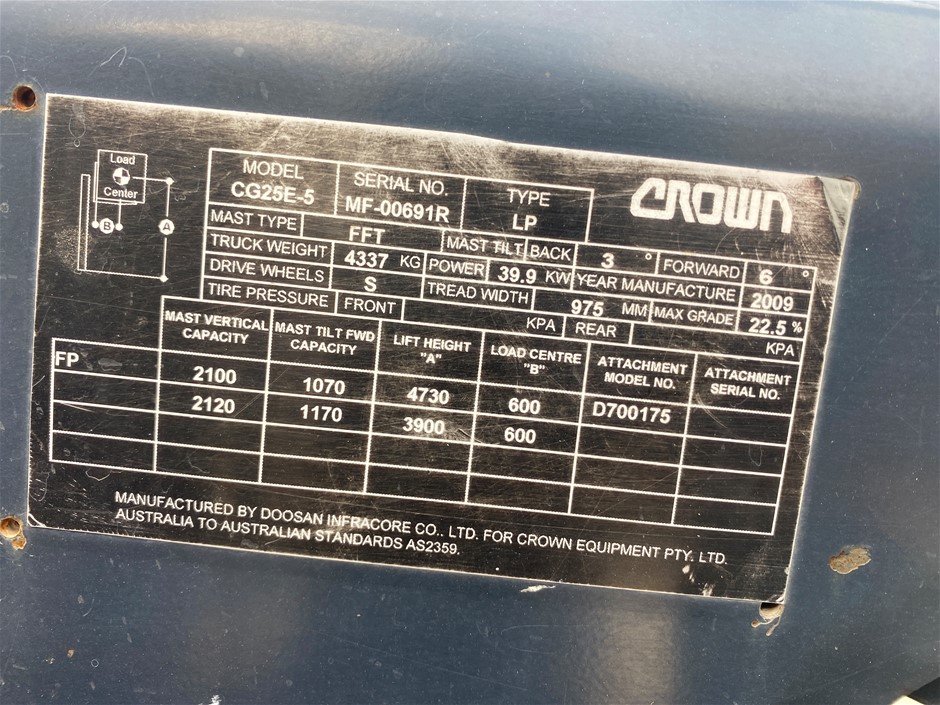 Load
Center
B A
CROWN
MODEL CG25E-5 SERIAL NO. MF-00691R TYPE LP
MAST TYPE FFT MAST TILT BACK 3 ° FORWARD 6 °
TRUCK WEIGHT 4337 KG POWER 39.9 KW YEAR MANUFACTURE 2009
DRIVE WHEELS S TREAD WIDTH 975 MM MAX GRADE 22.5 %
TIRE PRESSURE FRONT KPA REAR KPA
MAST VERTICAL CAPACITY MAST TILT FWD CAPACITY LIFT HEIGHT "A" LOAD CENTRE "B" ATTACHMENT MODEL NO. ATTACHMENT SERIAL NO.
FP 2100 1070 4730 600 D700175
2120 1170 3900 600
MANUFACTURED BY DOOSAN INFRACORE CO., LTD. FOR CROWN EQUIPMENT PTY. LTD.
AUSTRALIA TO AUSTRALIAN STANDARDS AS2359.